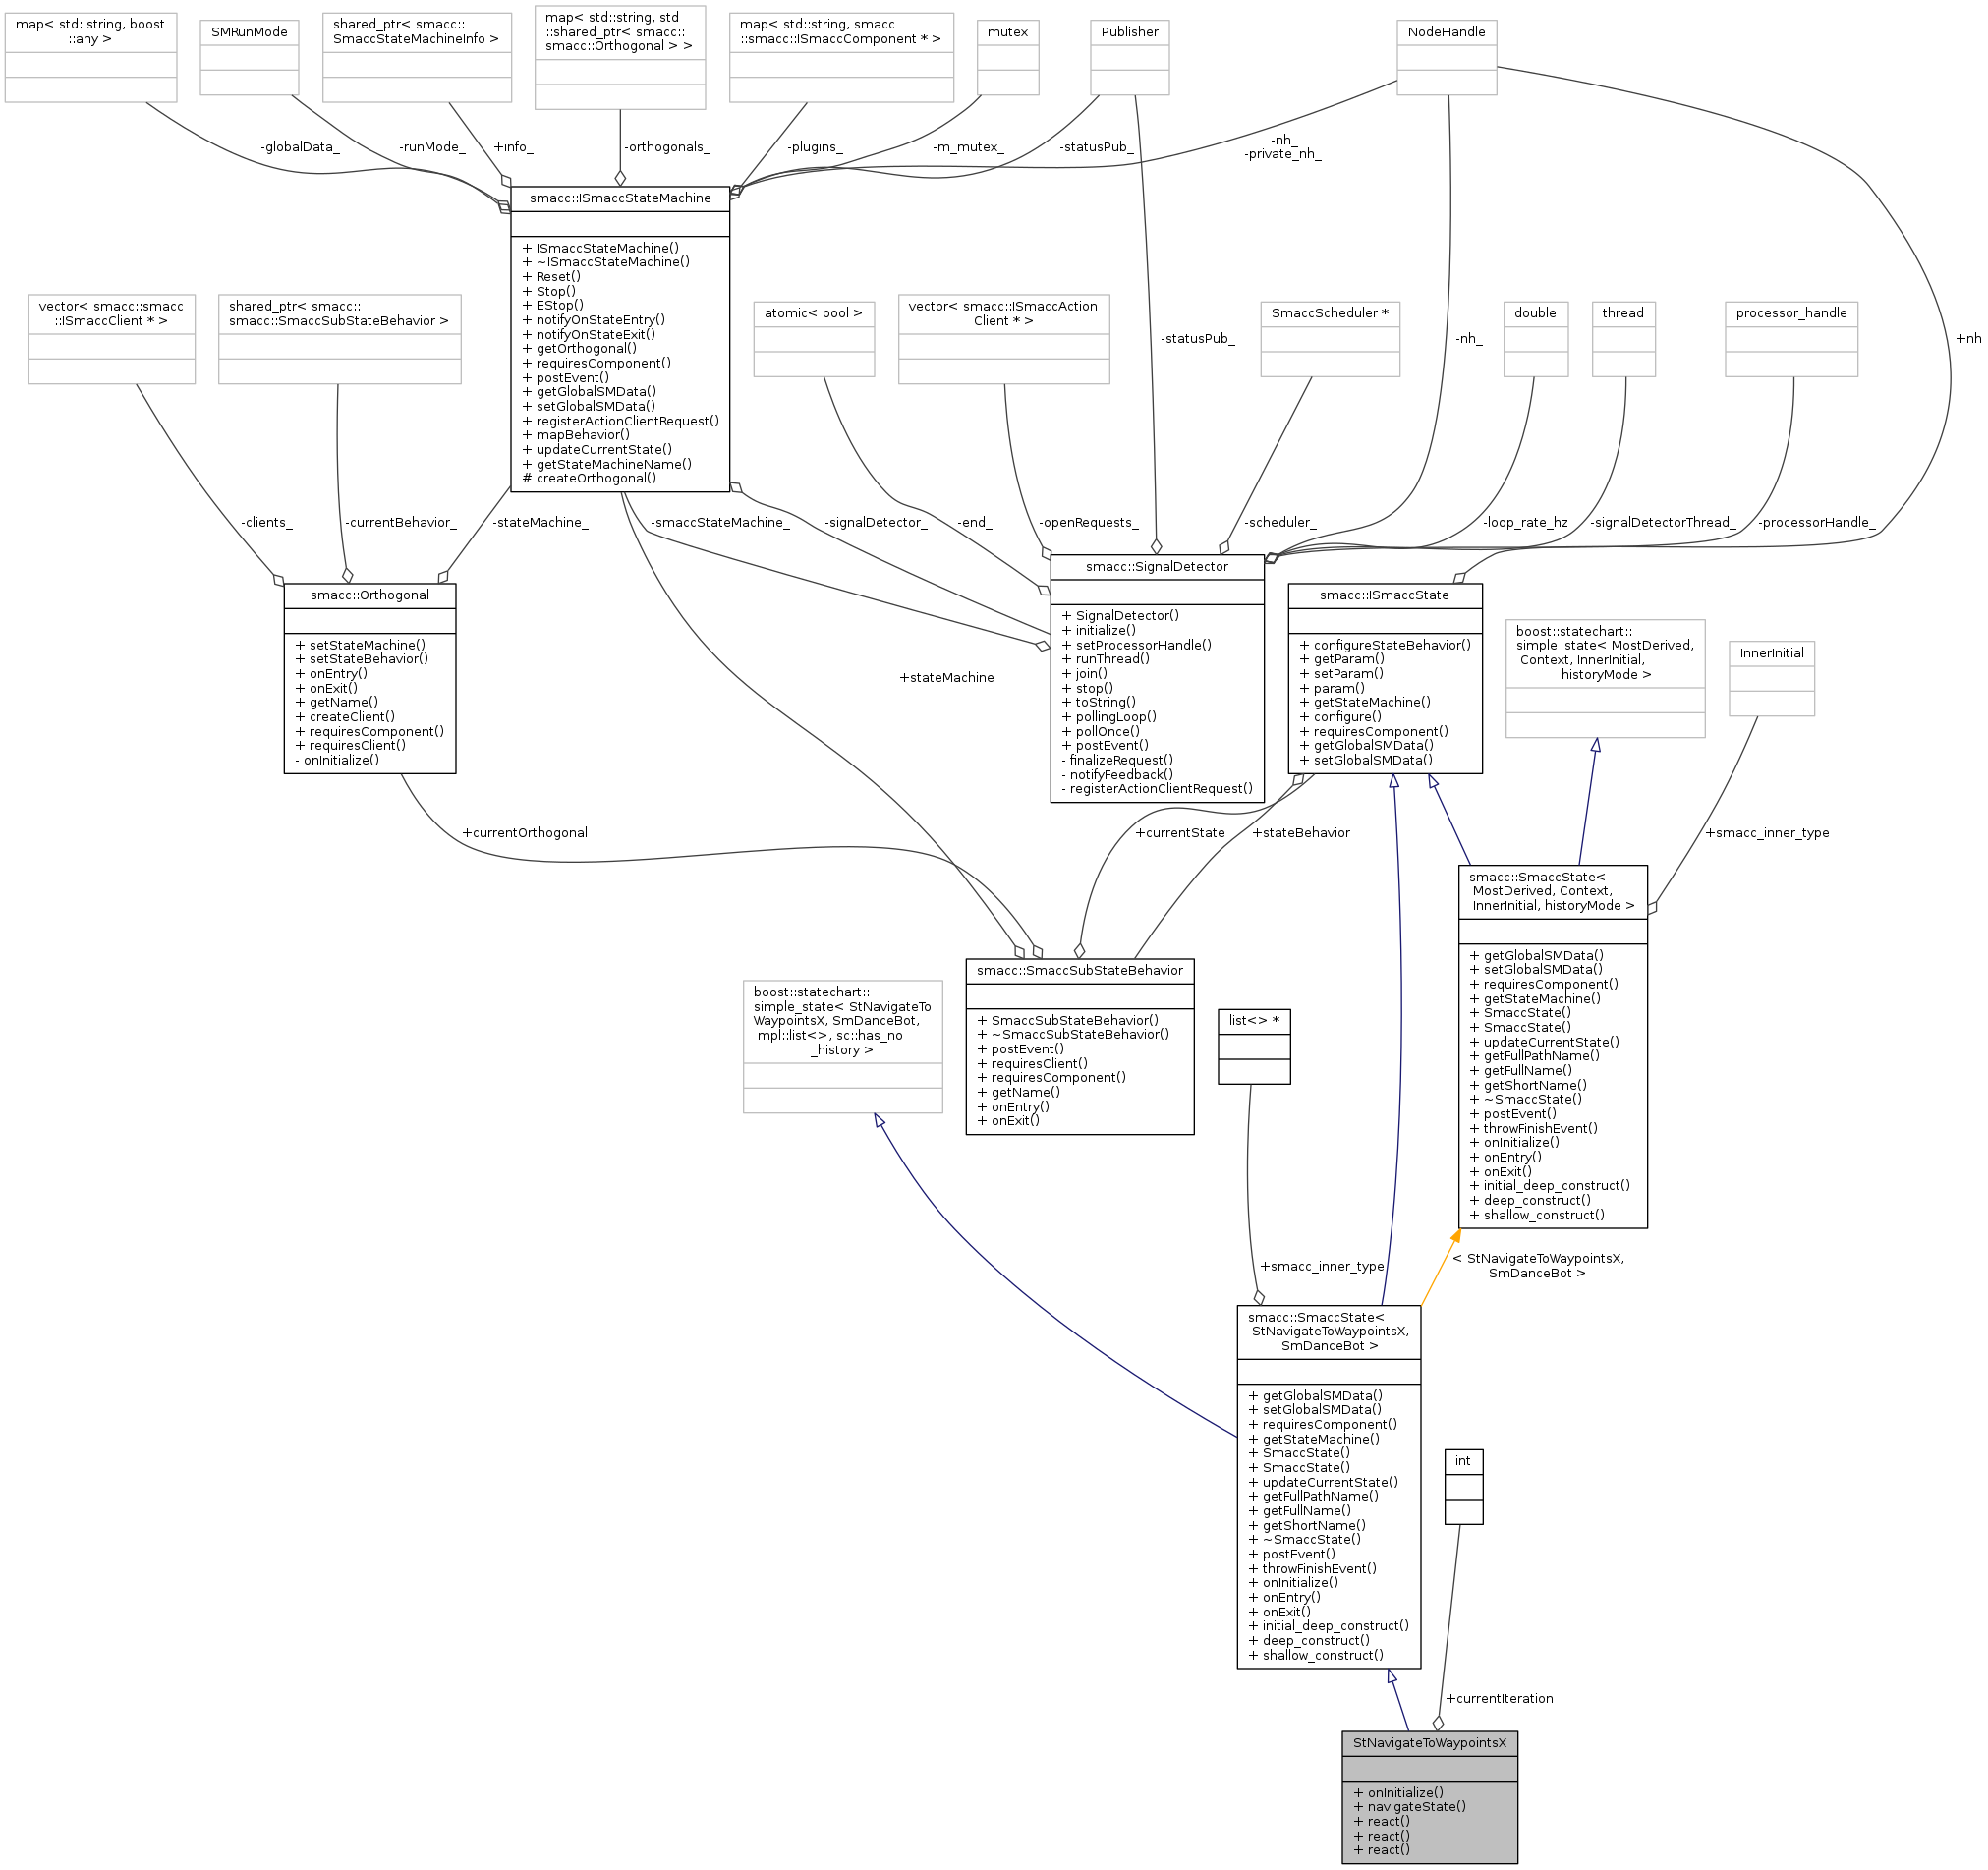 map< std::string, boost
::any >
SMRunMode
shared_ptr< smacc::
SmaccStateMachineInfo >
map< std::string, std
::shared_ptr< smacc::
smacc::Orthogonal > >
map< std::string, smacc
::smacc::ISmaccComponent * >
mutex
Publisher
NodeHandle
-globalData_
-runMode_
+info_
-orthogonals_
-plugins_
-m_mutex_
-statusPub_
-nh_
-private_nh_
smacc::ISmaccStateMachine
+ ISmaccStateMachine()
+ ~ISmaccStateMachine()
+ Reset()
+ Stop()
+ EStop()
+ notifyOnStateEntry()
+ notifyOnStateExit()
+ getOrthogonal()
+ requiresComponent()
+ postEvent()
+ getGlobalSMData()
+ setGlobalSMData()
+ registerActionClientRequest()
+ mapBehavior()
+ updateCurrentState()
+ getStateMachineName()
# createOrthogonal()
vector< smacc::smacc
::ISmaccClient * >
shared_ptr< smacc::
smacc::SmaccSubStateBehavior >
atomic< bool >
vector< smacc::ISmaccAction
Client * >
SmaccScheduler *
double
thread
processor_handle
-statusPub_
-nh_
+nh
-clients_
-currentBehavior_
-stateMachine_
-smaccStateMachine_
-signalDetector_
-end_
-openRequests_
-scheduler_
-loop_rate_hz
-signalDetectorThread_
-processorHandle_
smacc::Orthogonal
+ setStateMachine()
+ setStateBehavior()
+ onEntry()
+ onExit()
+ getName()
+ createClient()
+ requiresComponent()
+ requiresClient()
- onInitialize()
smacc::SignalDetector
+ SignalDetector()
+ initialize()
+ setProcessorHandle()
+ runThread()
+ join()
+ stop()
+ toString()
+ pollingLoop()
+ pollOnce()
+ postEvent()
- finalizeRequest()
- notifyFeedback()
- registerActionClientRequest()
smacc::ISmaccState
+ configureStateBehavior()
+ getParam()
+ setParam()
+ param()
+ getStateMachine()
+ configure()
+ requiresComponent()
+ getGlobalSMData()
+ setGlobalSMData()
boost::statechart::
simple_state< MostDerived,
Context, InnerInitial,
historyMode >
InnerInitial
+stateMachine
+currentOrthogonal
+currentState
+stateBehavior
+smacc_inner_type
smacc::SmaccState<
MostDerived, Context,
InnerInitial, historyMode >
+ getGlobalSMData()
+ setGlobalSMData()
+ requiresComponent()
+ getStateMachine()
+ SmaccState()
+ SmaccState()
+ updateCurrentState()
+ getFullPathName()
+ getFullName()
+ getShortName()
+ ~SmaccState()
+ postEvent()
+ throwFinishEvent()
+ onInitialize()
+ onEntry()
+ onExit()
+ initial_deep_construct()
+ deep_construct()
+ shallow_construct()
boost::statechart::
simple_state< StNavigateTo
WaypointsX, SmDanceBot,
mpl::list<>, sc::has_no
_history >
smacc::SmaccSubStateBehavior
+ SmaccSubStateBehavior()
+ ~SmaccSubStateBehavior()
+ postEvent()
+ requiresClient()
+ requiresComponent()
+ getName()
+ onEntry()
+ onExit()
list<> *
+smacc_inner_type
< StNavigateToWaypointsX,
SmDanceBot >
smacc::SmaccState<
StNavigateToWaypointsX,
SmDanceBot >
+ getGlobalSMData()
+ setGlobalSMData()
+ requiresComponent()
+ getStateMachine()
+ SmaccState()
+ SmaccState()
+ updateCurrentState()
+ getFullPathName()
+ getFullName()
+ getShortName()
+ ~SmaccState()
+ postEvent()
+ throwFinishEvent()
+ onInitialize()
+ onEntry()
+ onExit()
+ initial_deep_construct()
+ deep_construct()
+ shallow_construct()
int
+currentIteration
StNavigateToWaypointsX
+ onInitialize()
+ navigateState()
+ react()
+ react()
+ react()